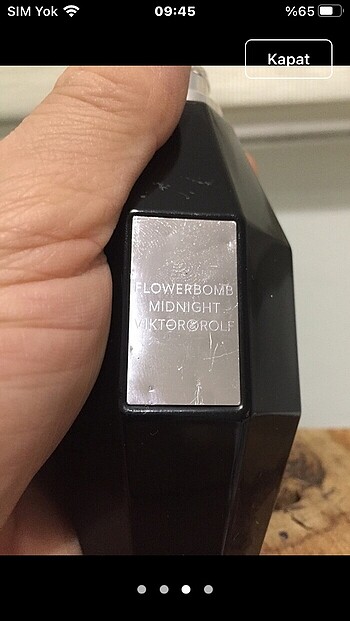 SIM Yok 09:45 %65
Kapat
FLOWERBOMB
MIDNIGHT
VIKTOR&ROLF